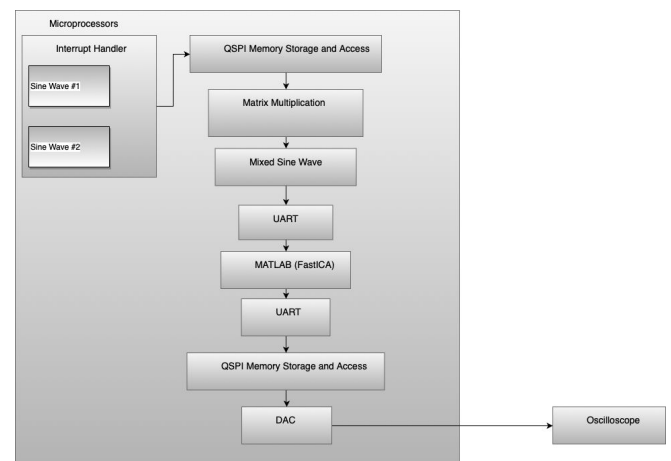 Microprocessors
Interrupt Handler
Sine Wave #1
Sine Wave #2
QSPI Memory Storage and Access
Matrix Multiplication
Mixed Sine Wave
UART
MATLAB (FastICA)
UART
QSPI Memory Storage and Access
DAC
Oscilloscope